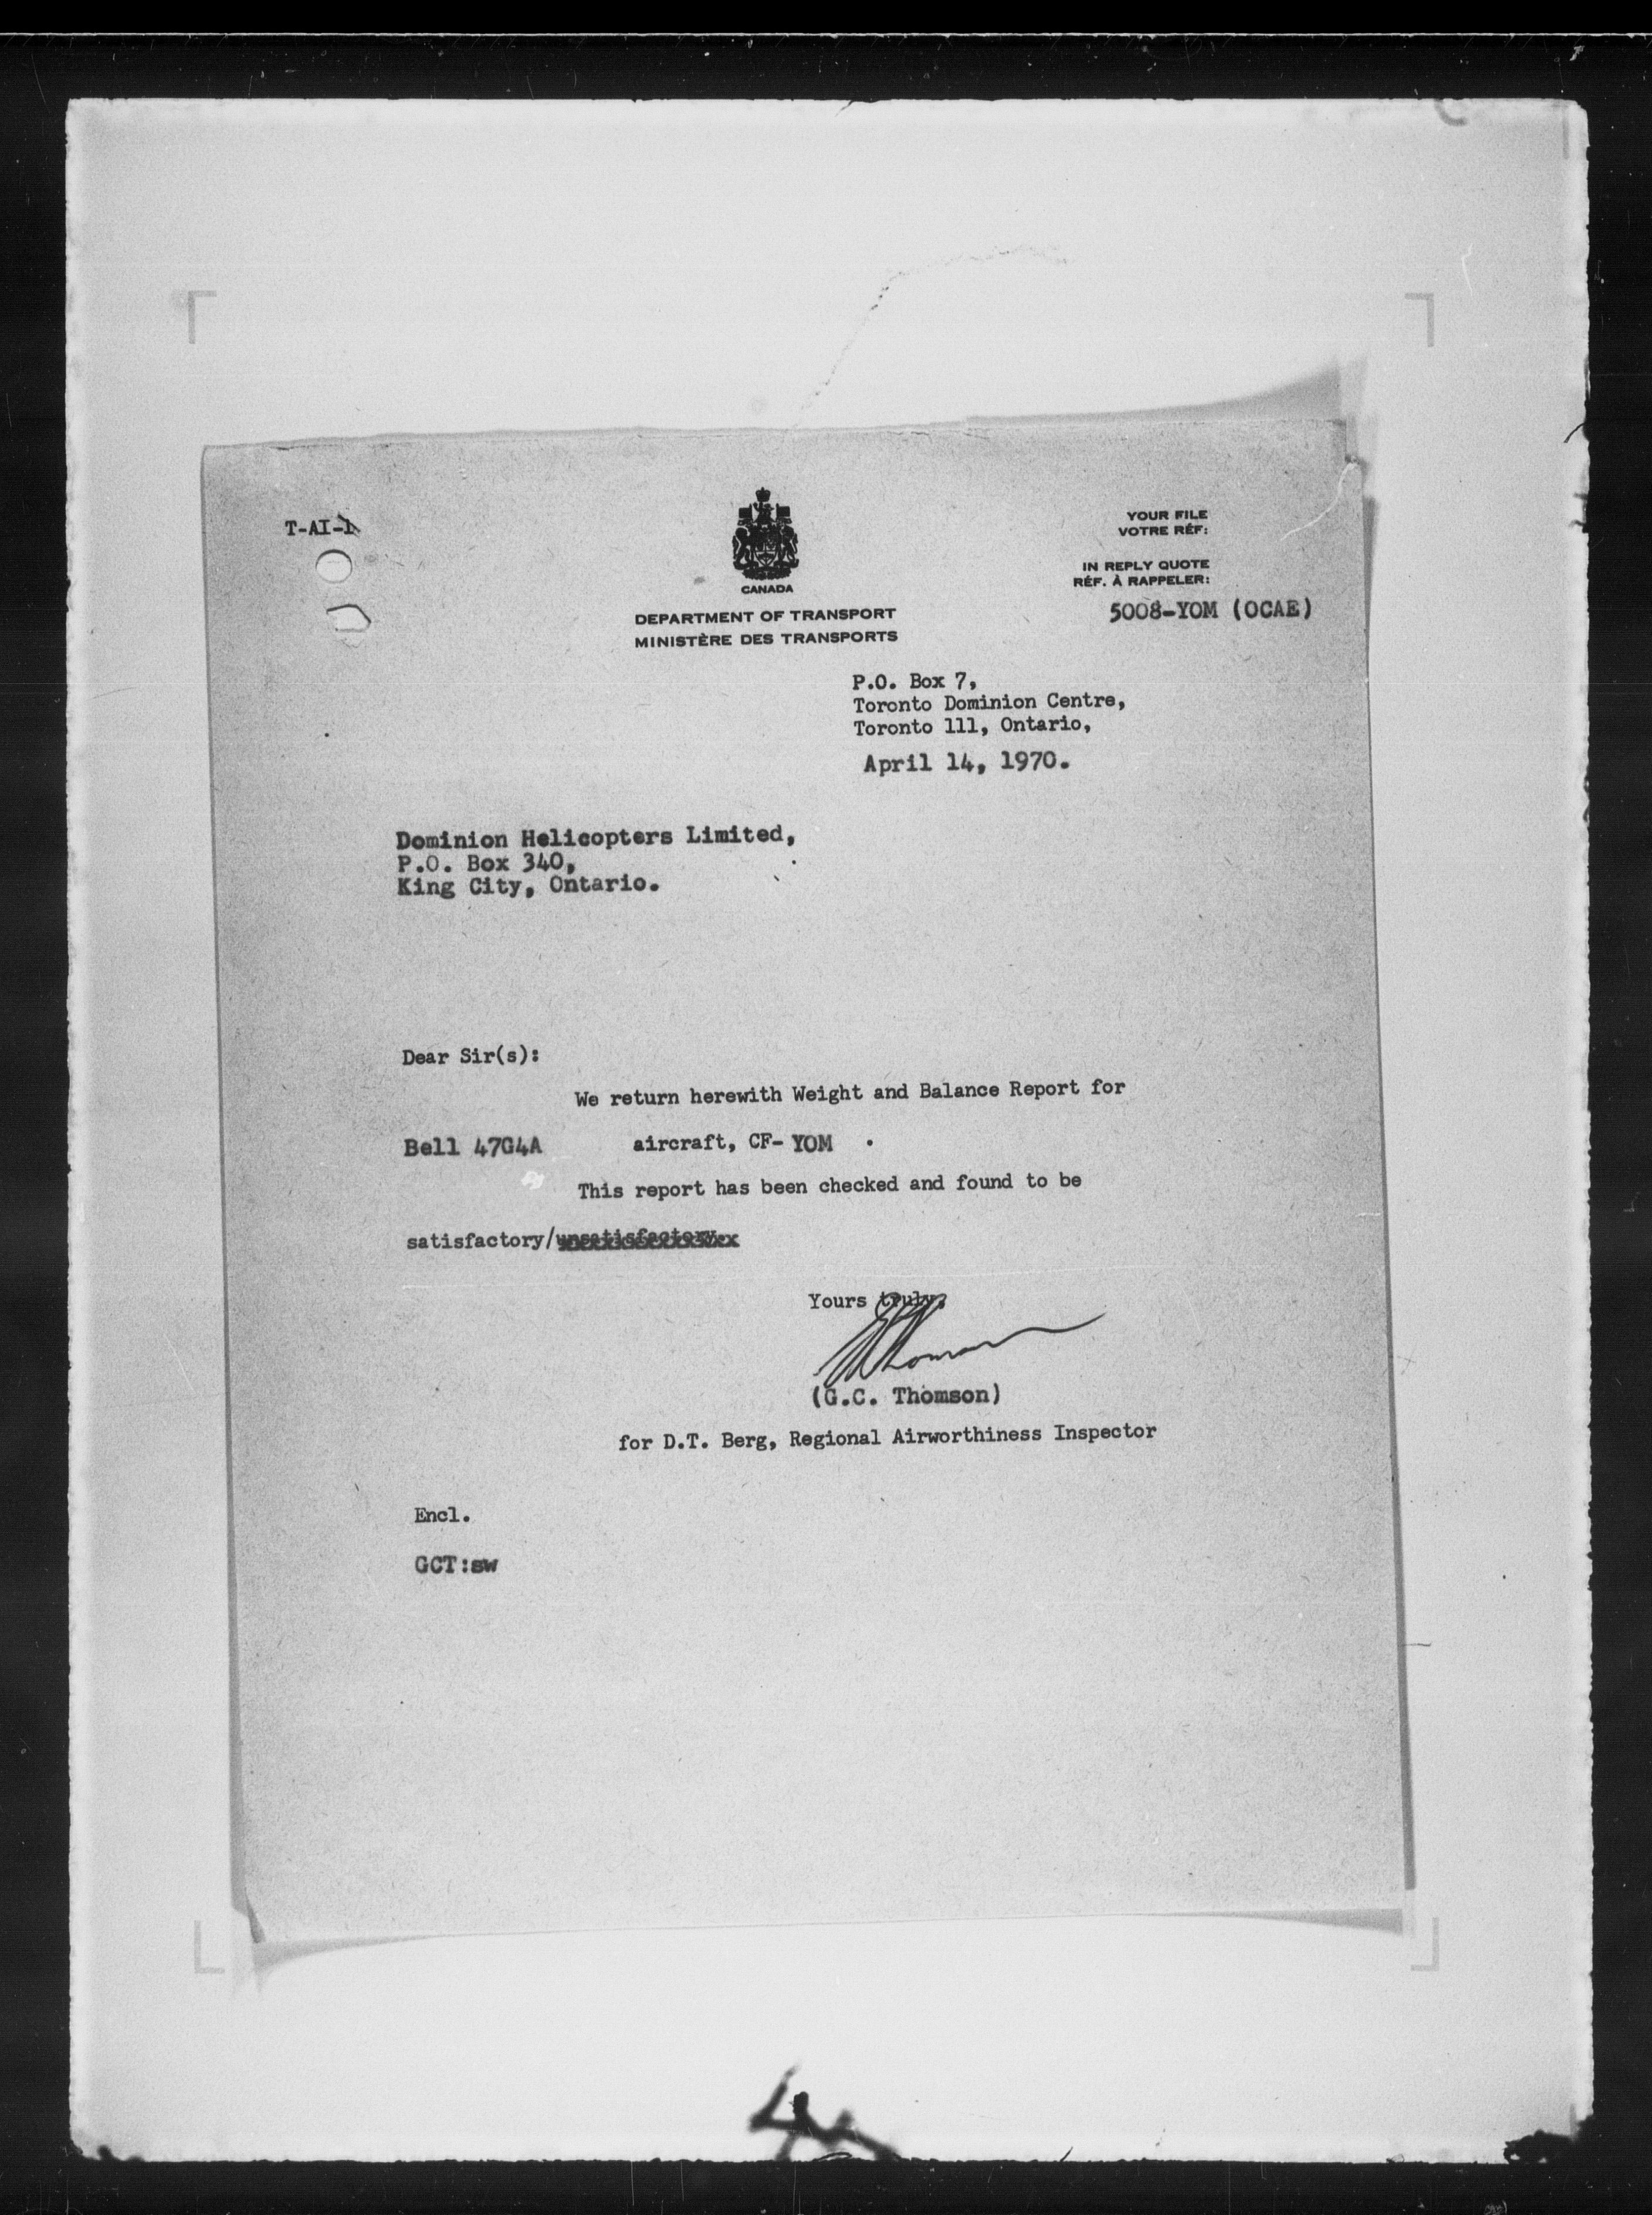 T-AI-1
CANADA
DEPARTMENT OF TRANSPORT
MINISTÈRE DES TRANSPORTS
YOUR FILE
VOTRE RÉF:
IN REPLY QUOTE
RÉF. À RAPPELER:
5008-YOM (OCAE)
P.O. Box 7,
Toronto Dominion Centre,
Toronto 111, Ontario,
April 14, 1970.
Dominion Helicopters Limited,
P.O. Box 340,
King City, Ontario.
Dear Sir(s):
We return herewith Weight and Balance Report for
Bell 47G4A aircraft, CF- YOM .
This report has been checked and found to be
satisfactory/unsatisfactory.
Yours truly,
(G.C. Thomson)
for D.T. Berg, Regional Airworthiness Inspector
Encl.
GCT:sw